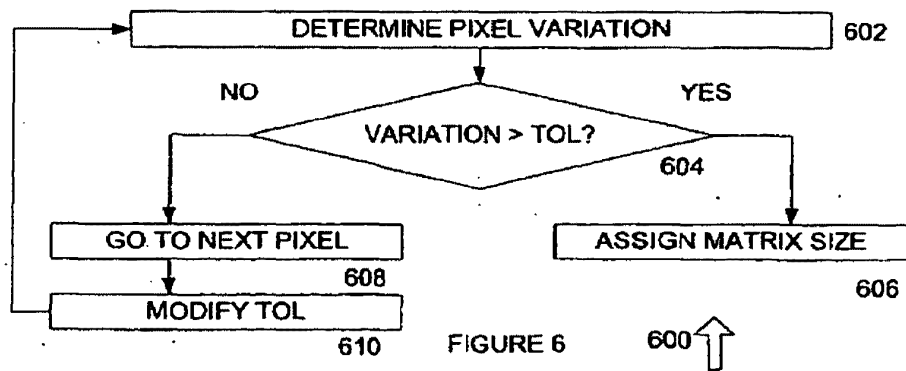 DETERMINE PIXEL VARIATION
602
NO
YES
VARIATION > TOL?
604
GO TO NEXT PIXEL
608
ASSIGN MATRIX SIZE
606
MODIFY TOL
610
FIGURE 6
600